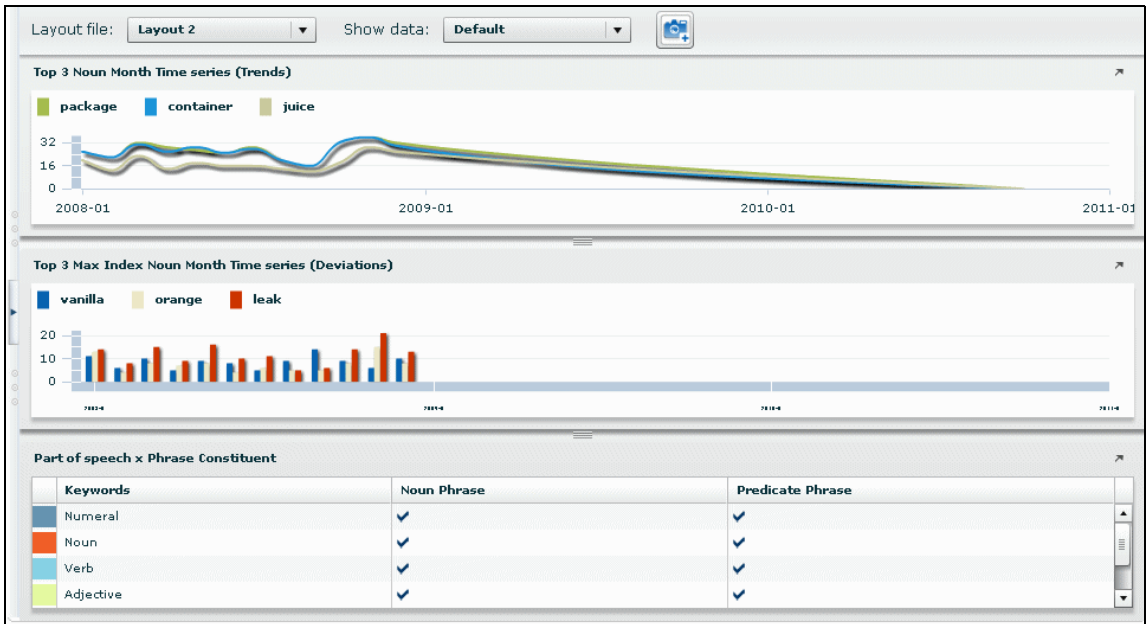 Layout file: Layout 2 Show data: Default
Top 3 Noun Month Time series (Trends)
package container juice
32
16
0
2008-01 2009-01 2010-01 2011-01
Top 3 Max Index Noun Month Time series (Deviations)
vanilla orange leak
20
10
0
Part of speech x Phrase Constituent
Keywords Noun Phrase Predicate Phrase
Numeral
Noun
Verb
Adjective